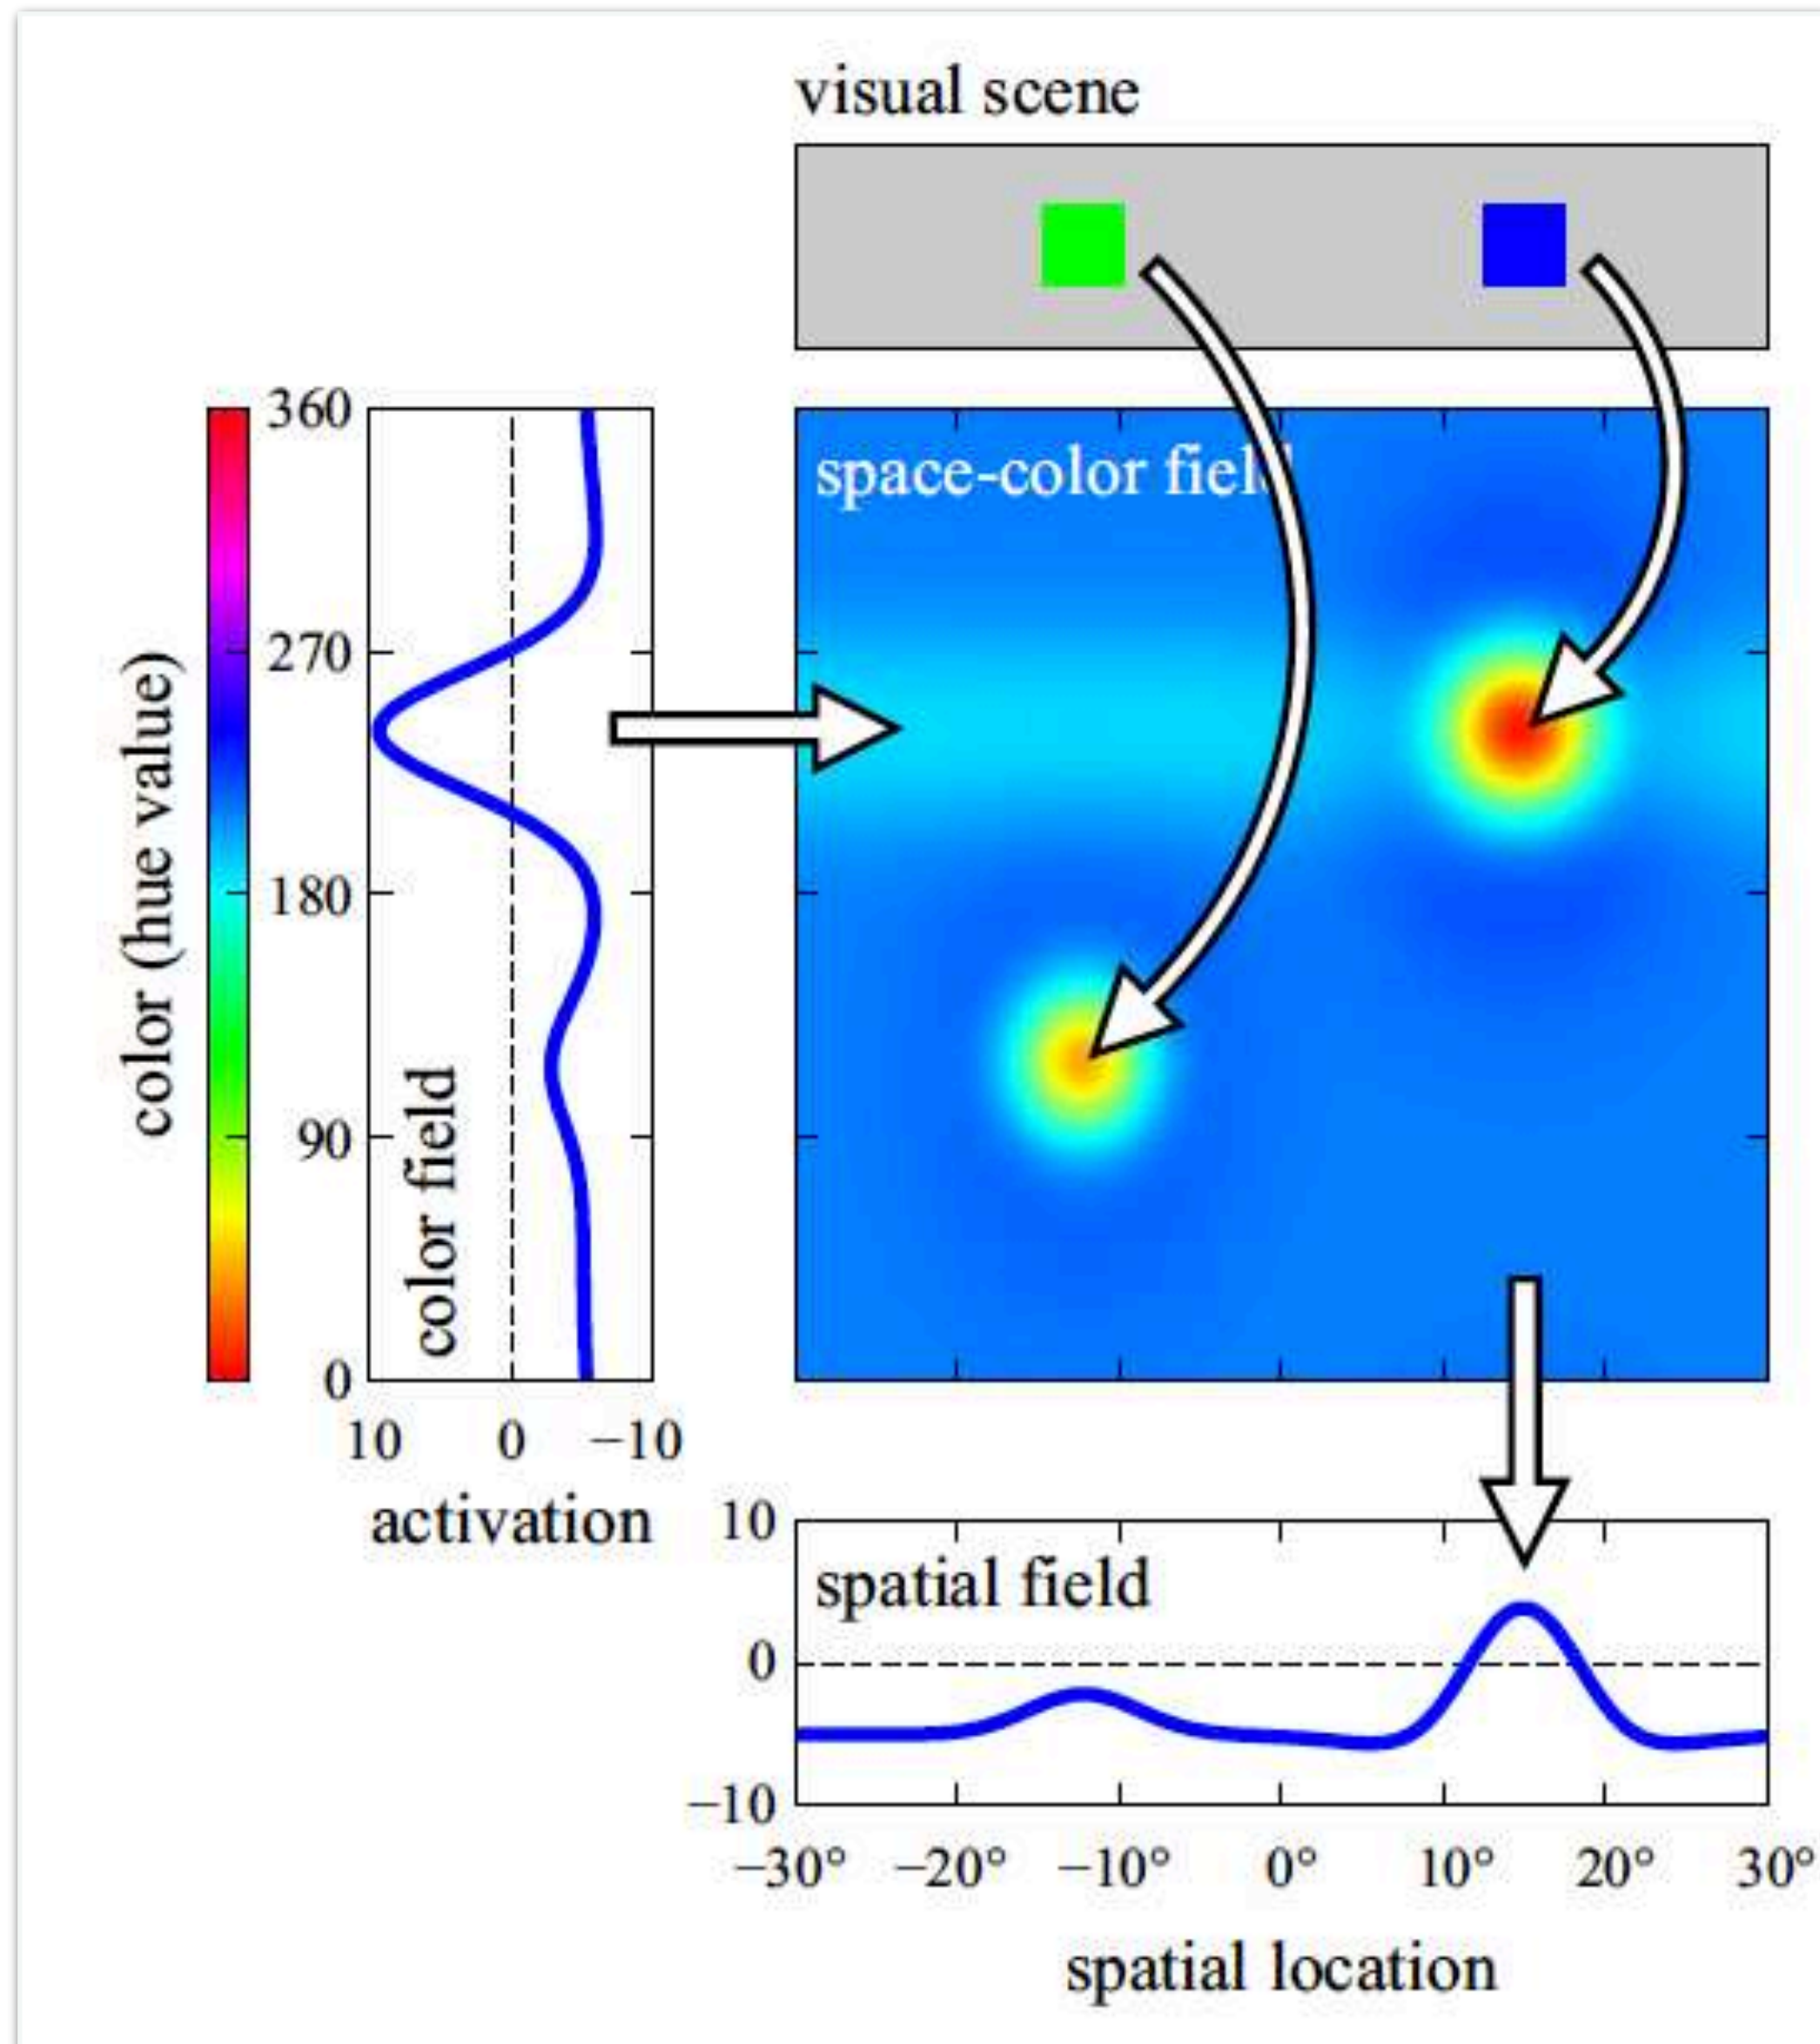 visual scene
space-color field
color (hue value)
360
270
180
90
0
color field
10 0 −10
activation
spatial field
10
0
−10
−30° −20° −10° 0° 10° 20° 30°
spatial location